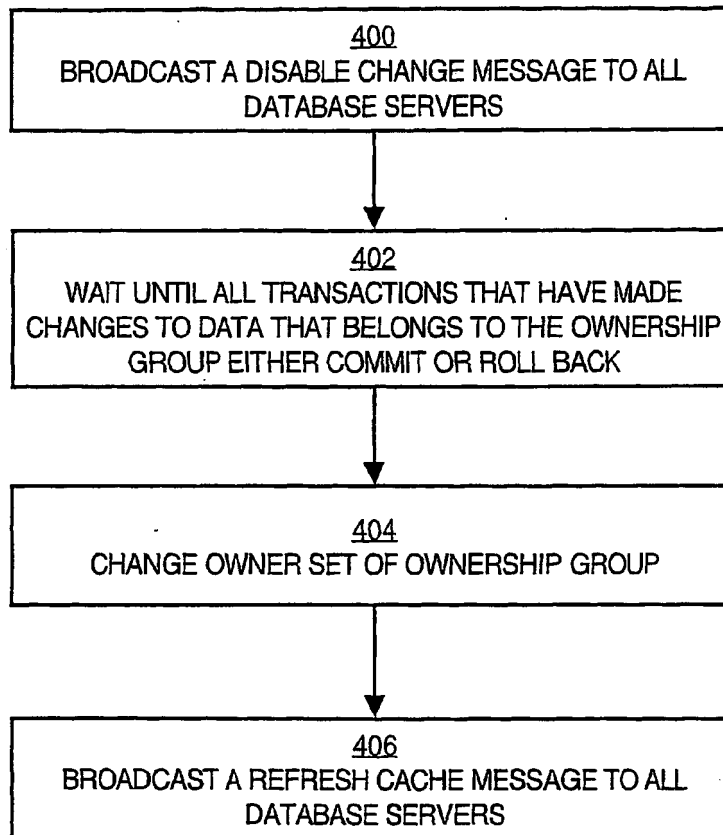 400
BROADCAST A DISABLE CHANGE MESSAGE TO ALL
DATABASE SERVERS
402
WAIT UNTIL ALL TRANSACTIONS THAT HAVE MADE
CHANGES TO DATA THAT BELONGS TO THE OWNERSHIP
GROUP EITHER COMMIT OR ROLL BACK
404
CHANGE OWNER SET OF OWNERSHIP GROUP
406
BROADCAST A REFRESH CACHE MESSAGE TO ALL
DATABASE SERVERS